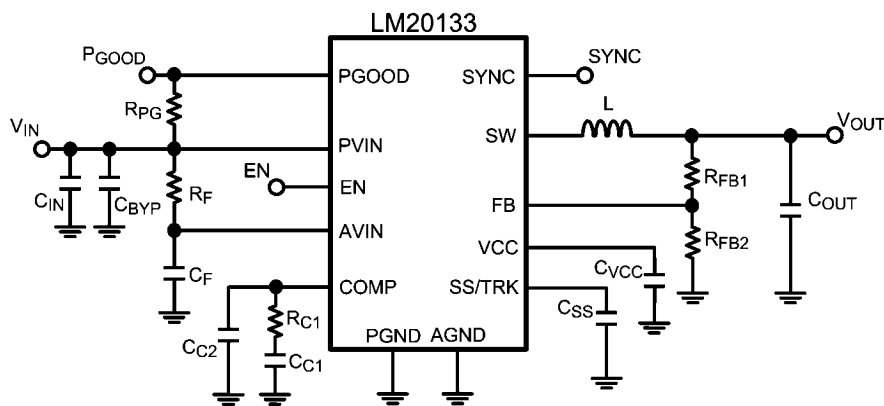 LM20133
PGOOD
SYNC
PGOOD
SYNC
RPG
L
VIN
SW
VOUT
PVIN
EN
EN
RF
RFB1
CIN
CBYP
FB
COUT
AVIN
RFB2
VCC
CF
COMP
CVCC
SS/TRK
CSS
RC1
CC2
PGND
AGND
CC1